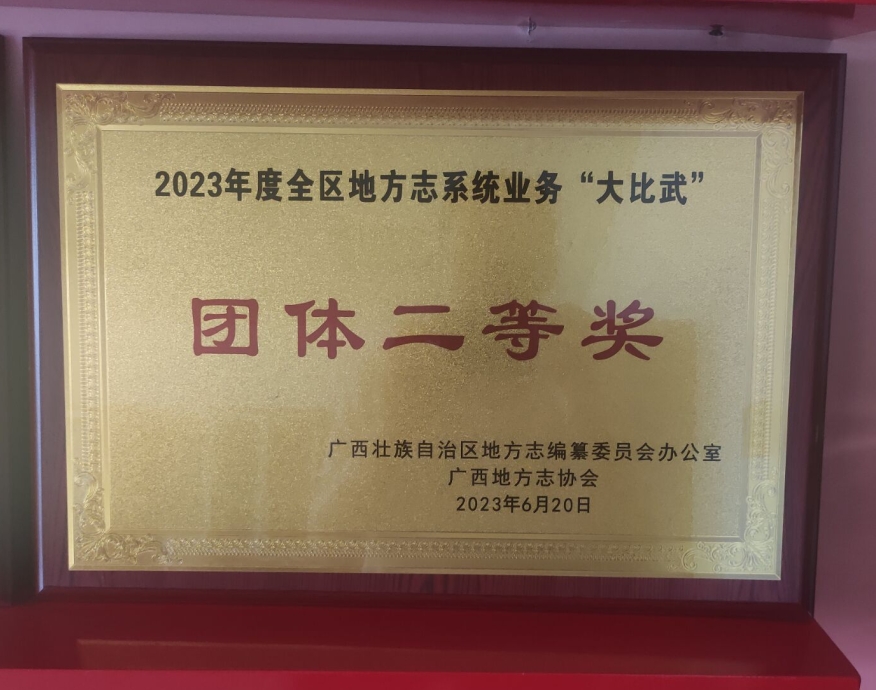 2023年度全区地方志系统业务“大比武”
团体二等奖
广西壮族自治区地方志编纂委员会办公室
广西地方志协会
2023年6月20日